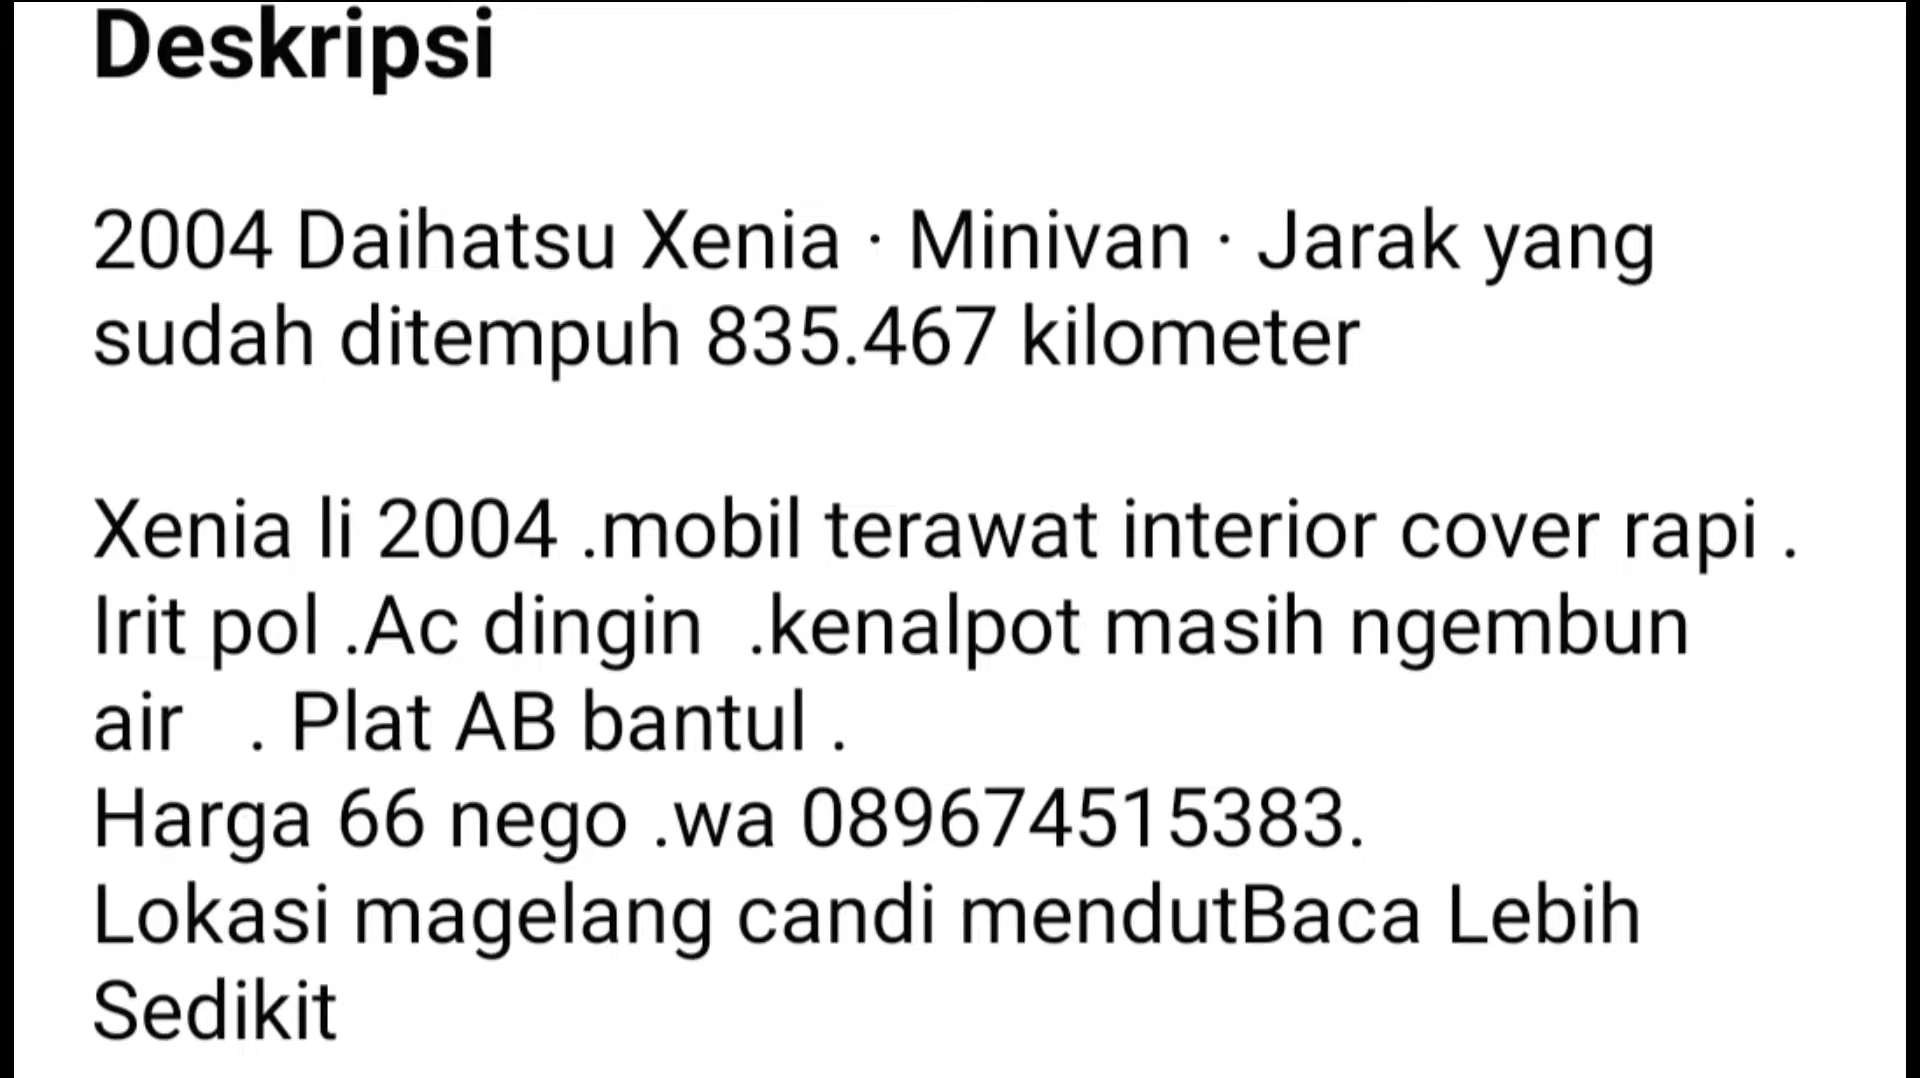 Deskripsi
2004 Daihatsu Xenia · Minivan · Jarak yang
sudah ditempuh 835.467 kilometer
Xenia li 2004 .mobil terawat interior cover rapi .
Irit pol .Ac dingin  .kenalpot masih ngembun
air   . Plat AB bantul .
Harga 66 nego .wa 089674515383.
Lokasi magelang candi mendutBaca Lebih
Sedikit